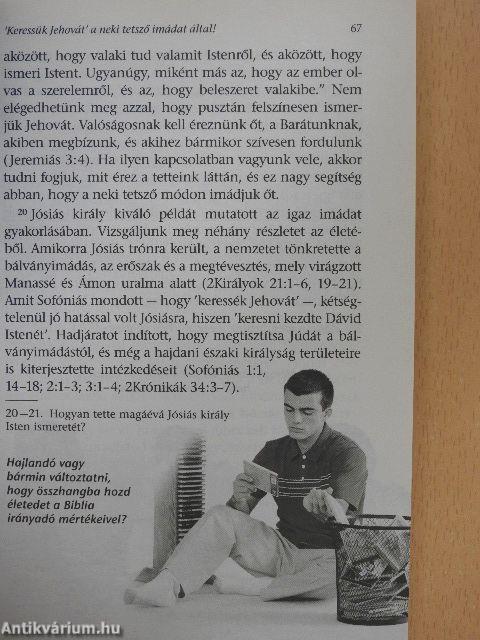 'Keressük Jehovát' a neki tetsző imádat által! 67
aközött, hogy valaki tud valamit Istenről, és aközött, hogy
ismeri Istent. Ugyanúgy, miként más az, hogy az ember ol-
vas a szerelemről, és az, hogy beleszeret valakibe." Nem
elégedhetünk meg azzal, hogy pusztán felszínesen ismer-
jük Jehovát. Valóságosnak kell éreznünk őt, a Barátunknak,
akiben megbízunk, és akihez bármikor szívesen fordulunk
(Jeremiás 3:4). Ha ilyen kapcsolatban vagyunk vele, akkor
tudni fogjuk, mit érez a tetteink láttán, és ez nagy segítség
abban, hogy a neki tetsző módon imádjuk őt.
20 Jósiás király kiváló példát mutatott az igaz imádat
gyakorlásában. Vizsgáljunk meg néhány részletet az életé-
ből. Amikorra Jósiás trónra került, a nemzetet tönkretette a
bálványimádás, az erőszak és a megtévesztés, mely virágzott
Manassé és Ámon uralma alatt (2Királyok 21:1–6, 19–21).
Amit Sofóniás mondott — hogy 'keressék Jehovát' —, kétség-
telenül jó hatással volt Jósiásra, hiszen 'keresni kezdte Dávid
Istenét'. Hadjáratot indított, hogy megtisztítsa Júdát a bál-
ványimádástól, és még a hajdani északi királyság területeire
is kiterjesztette intézkedéseit (Sofóniás 1:1,
14–18; 2:1–3; 3:1–4; 2Krónikák 34:3–7).
20–21. Hogyan tette magáévá Jósiás király
Isten ismeretét?
Hajlandó vagy
bármin változtatni,
hogy összhangba hozd
életedet a Biblia
irányadó mértékeivel?
Antikvárium.hu